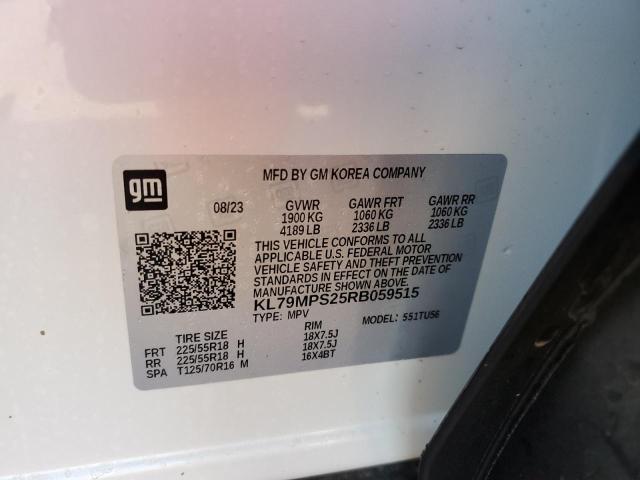 gm
MFD BY GM KOREA COMPANY
08/23 GVWR GAWR FRT GAWR RR
1900 KG 1060 KG 1060 KG
4189 LB 2336 LB 2336 LB
THIS VEHICLE CONFORMS TO ALL
APPLICABLE U.S. FEDERAL MOTOR
VEHICLE SAFETY AND THEFT PREVENTION
STANDARDS IN EFFECT ON THE DATE OF
MANUFACTURE SHOWN ABOVE.
KL79MPS25RB059515
TYPE: MPV MODEL: 551TU56
TIRE SIZE RIM
FRT 225/55R18 H 18X7.5J
RR 225/55R18 H 18X7.5J
SPA T125/70R16 M 16X4BT